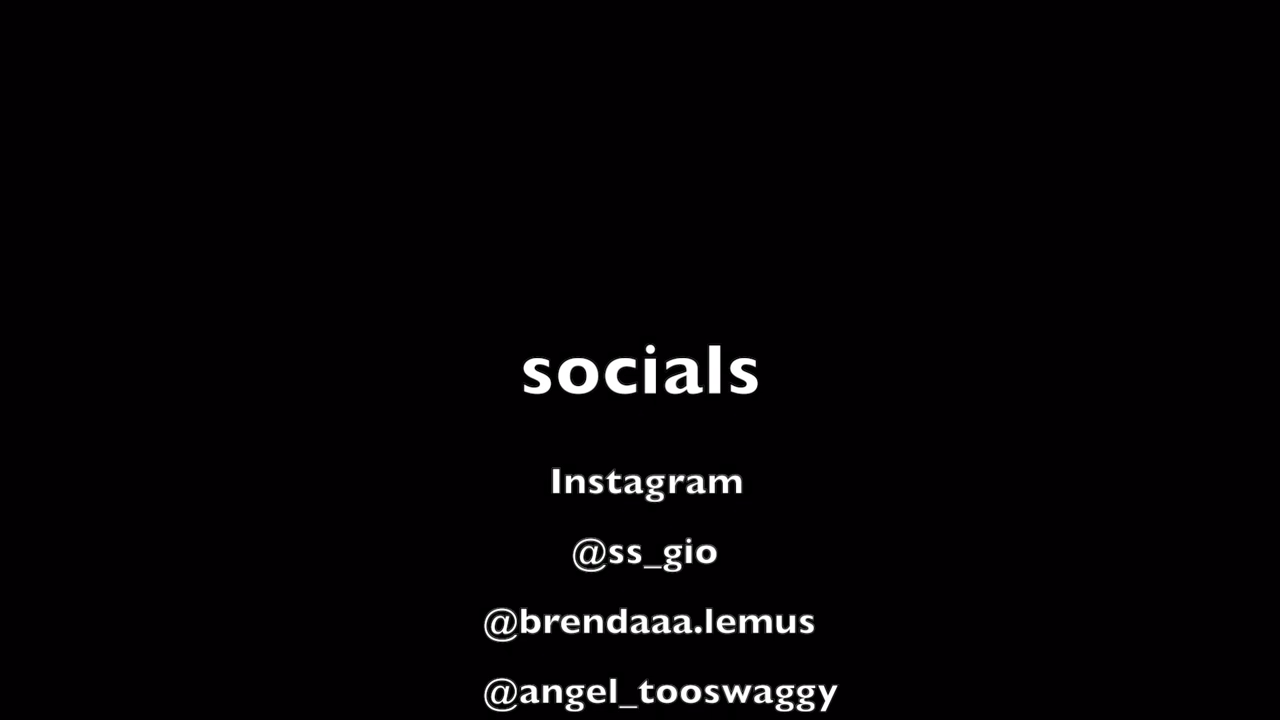 socials
Instagram
@ss_gio
@brendaaa.lemus
@angel_tooswaggy